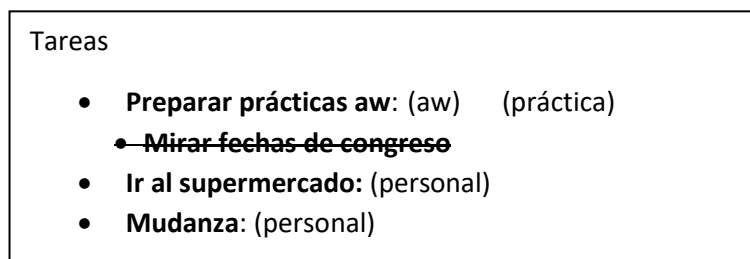 Tareas
• Preparar prácticas aw: (aw) (práctica)
• Mirar fechas de congreso
• Ir al supermercado: (personal)
• Mudanza: (personal)